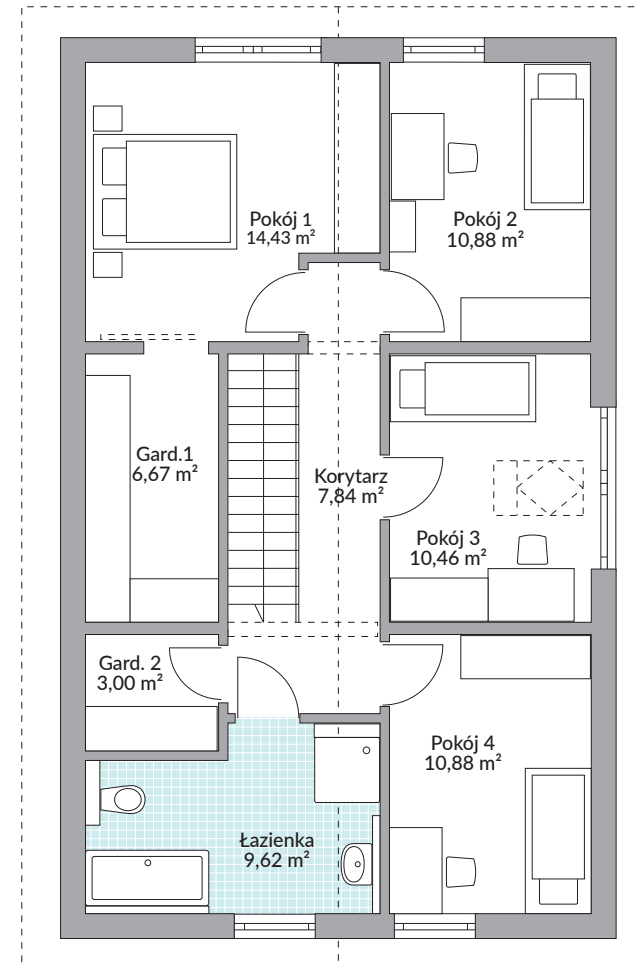 Pokój 1
14,43 m²
Pokój 2
10,88 m²
Gard.1
6,67 m²
Korytarz
7,84 m²
Pokój 3
10,46 m²
Gard. 2
3,00 m²
Pokój 4
10,88 m²
Łazienka
9,62 m²